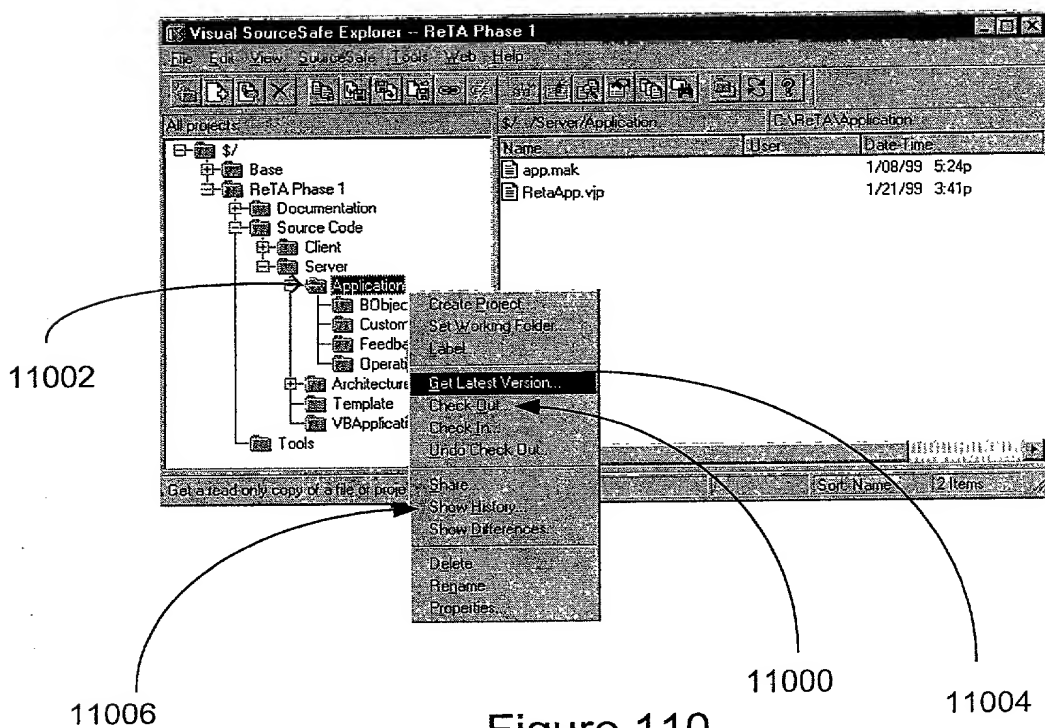 Visual SourceSafe Explorer -- ReTA Phase 1
File Edit View SourceSafe Tools Web Help
All projects:
$/.../Server/Application
C:\ReTA\Application
Name User Date-Time
$/
Base
ReTA Phase 1
Documentation
Source Code
Client
Server
Application
BObjec
Custom
Feedba
Operati
Architecture
Template
VBApplicati
Tools
app.mak 1/08/99 5:24p
RetaApp.vjp 1/21/99 3:41p
Create Project...
Set Working Folder...
Label...
Get Latest Version...
Check Out...
Check In...
Undo Check Out...
Share...
Show History...
Show Differences...
Delete
Rename
Properties...
Get a read-only copy of a file or proje
Sort: Name 2 Items
11002
11006
11000
11004
Figure 110